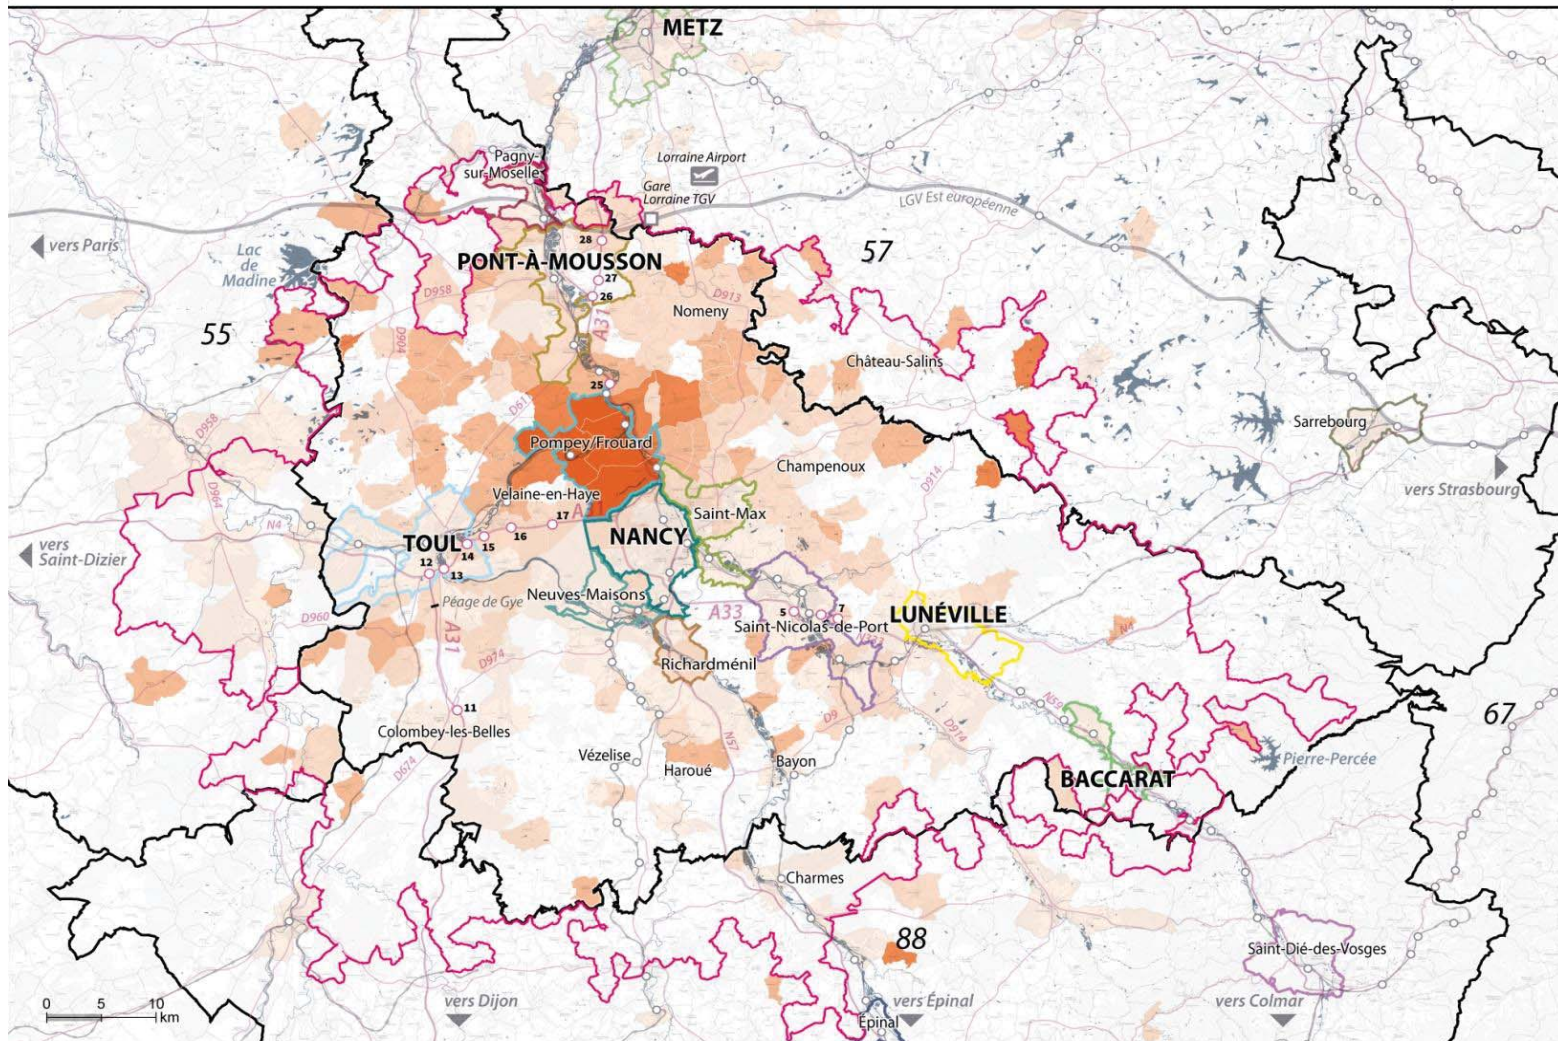 METZ
Pagny-
sur-Moselle
Lorraine Airport
Gare
Lorraine TGV
LGV Est européenne
vers Paris
Lac
de
Madine
28
57
PONT-À-MOUSSON
27
26
D958
D913
Nomeny
A31
55
D904
Château-Salins
25
D61
D958
Pompey/Frouard
Sarrebourg
Champenoux
D914
vers Strasbourg
Velaine-en-Haye
D964
N4
17
A31
Saint-Max
16
15
TOUL
14
NANCY
vers
Saint-Dizier
12
13
Péage de Gye
Neuves-Maisons
D960
A33
5
7
LUNÉVILLE
Saint-Nicolas-de-Port
N333
N4
A31
D974
Richardménil
11
N59
67
Colombey-les-Belles
D9
D914
N57
Vézelise
Haroué
Bayon
Pierre-Percée
BACCARAT
D674
Charmes
88
Saint-Dié-des-Vosges
0 5 10
km
vers Dijon
vers Épinal
vers Colmar
Épinal